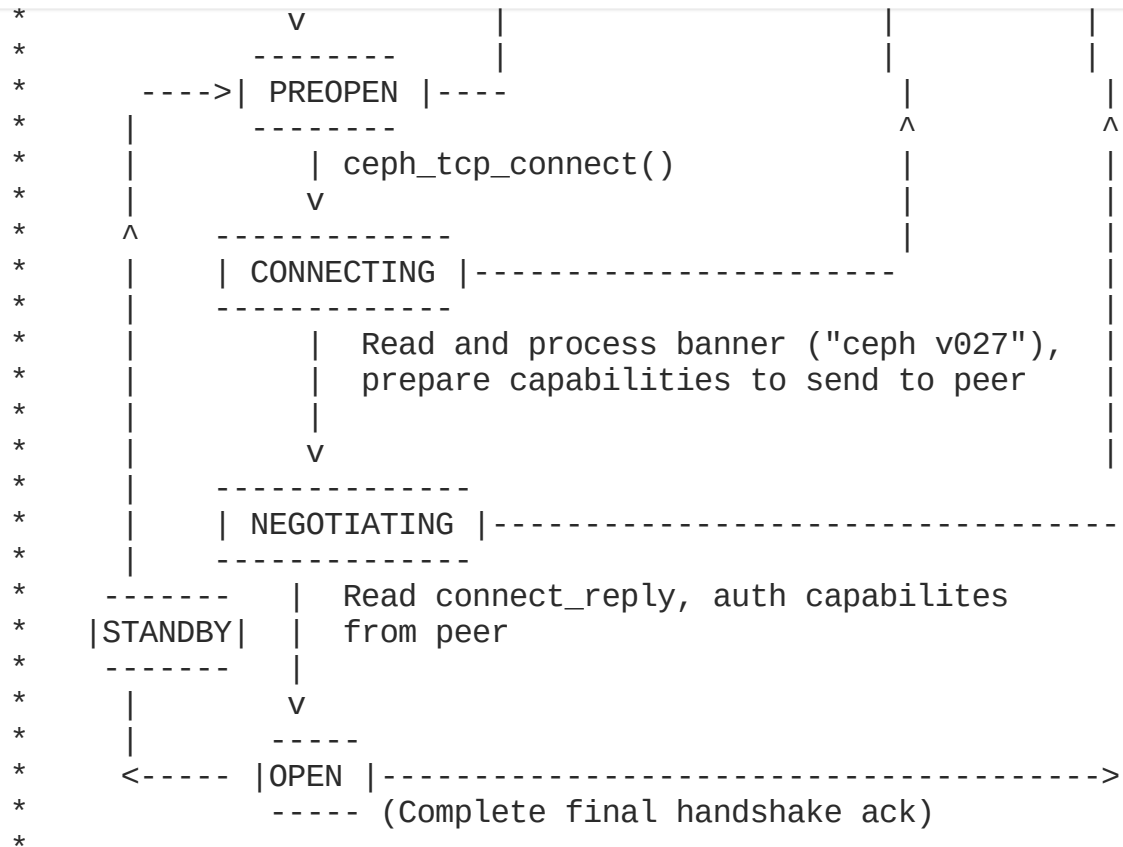 *              v          |                    |          |
*            --------     |                    |          |
*      ---->| PREOPEN |----                     |          |
*     |      --------                           ^          ^
*     |         | ceph_tcp_connect()            |          |
*     |         v                               |          |
*     ^    -------------                        |          |
*     |    | CONNECTING |-----------------------           |
*     |    -------------                                   |
*     |         |  Read and process banner ("ceph v027"),  |
*     |         |  prepare capabilities to send to peer    |
*     |         |                                          |
*     |         v                                          |
*     |    --------------
*     |    | NEGOTIATING |----------------------------------
*     |    --------------
*    -------   |  Read connect_reply, auth capabilites
*   |STANDBY|  |  from peer
*    -------   |
*     |        v
*     |       -----
*     <----- |OPEN |--------------------------------------->
*             ----- (Complete final handshake ack)
*